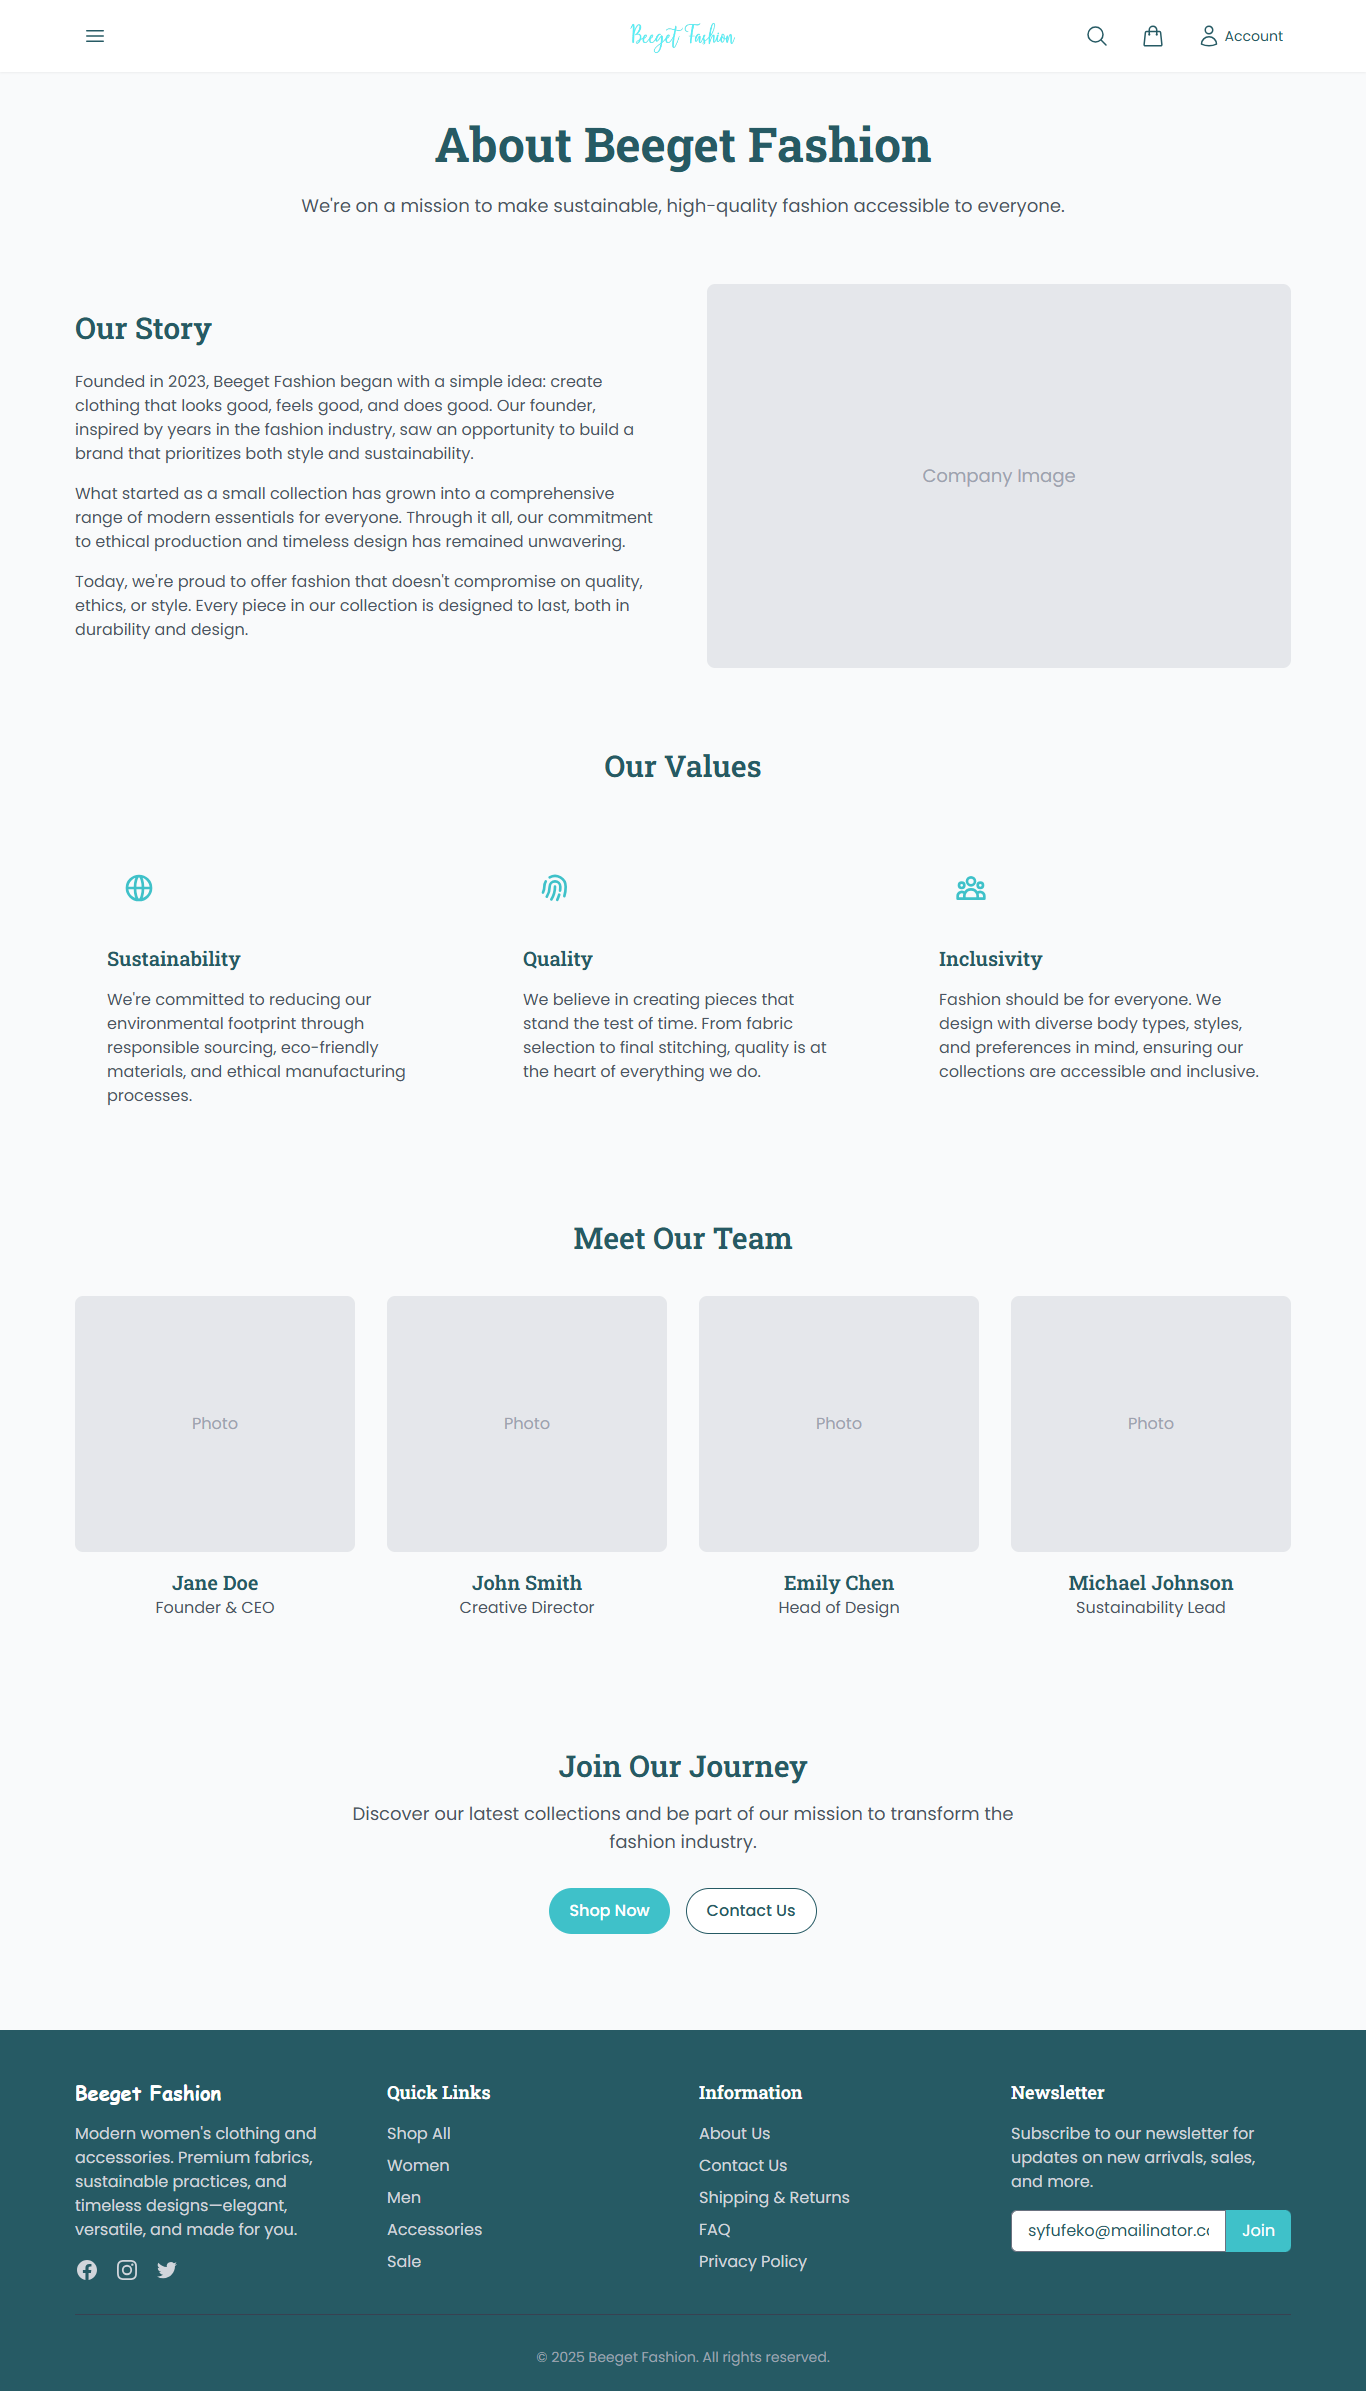 Beeget Fashion
Account
About Beeget Fashion
We're on a mission to make sustainable, high-quality fashion accessible to everyone.
Our Story
Founded in 2023, Beeget Fashion began with a simple idea: create
clothing that looks good, feels good, and does good. Our founder,
inspired by years in the fashion industry, saw an opportunity to build a
brand that prioritizes both style and sustainability.
What started as a small collection has grown into a comprehensive
range of modern essentials for everyone. Through it all, our commitment
to ethical production and timeless design has remained unwavering.
Today, we're proud to offer fashion that doesn't compromise on quality,
ethics, or style. Every piece in our collection is designed to last, both in
durability and design.
Company Image
Our Values
Sustainability
We're committed to reducing our
environmental footprint through
responsible sourcing, eco-friendly
materials, and ethical manufacturing
processes.
Quality
We believe in creating pieces that
stand the test of time. From fabric
selection to final stitching, quality is at
the heart of everything we do.
Inclusivity
Fashion should be for everyone. We
design with diverse body types, styles,
and preferences in mind, ensuring our
collections are accessible and inclusive.
Meet Our Team
Photo
Jane Doe
Founder & CEO
Photo
John Smith
Creative Director
Photo
Emily Chen
Head of Design
Photo
Michael Johnson
Sustainability Lead
Join Our Journey
Discover our latest collections and be part of our mission to transform the
fashion industry.
Shop Now
Contact Us
Beeget Fashion
Modern women's clothing and
accessories. Premium fabrics,
sustainable practices, and
timeless designs—elegant,
versatile, and made for you.
Quick Links
Shop All
Women
Men
Accessories
Sale
Information
About Us
Contact Us
Shipping & Returns
FAQ
Privacy Policy
Newsletter
Subscribe to our newsletter for
updates on new arrivals, sales,
and more.
syfufeko@mailinator.c
Join
© 2025 Beeget Fashion. All rights reserved.